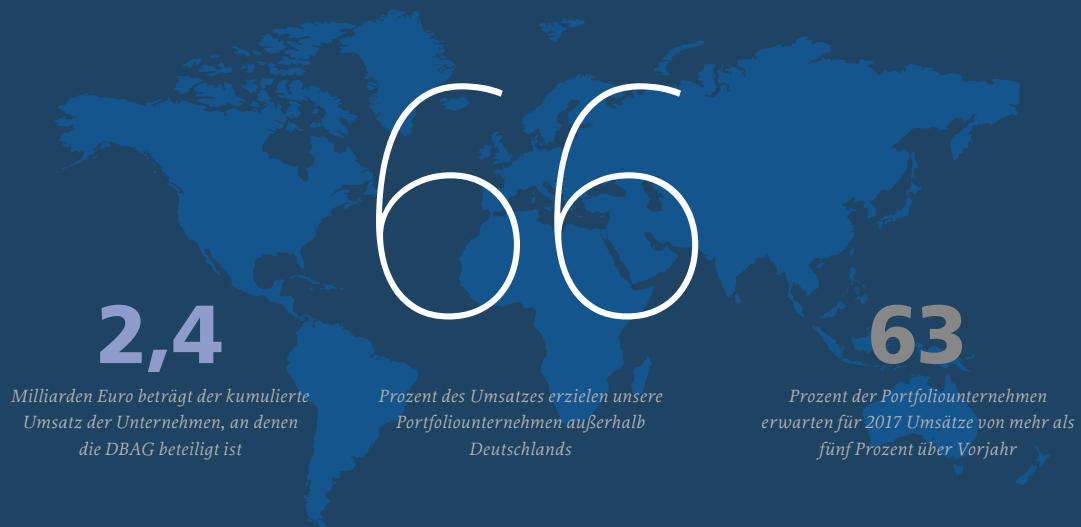 66
2,4
Milliarden Euro beträgt der kumulierte
Umsatz der Unternehmen, an denen
die DBAG beteiligt ist
Prozent des Umsatzes erzielen unsere
Portfoliounternehmen außerhalb
Deutschlands
63
Prozent der Portfoliounternehmen
erwarten für 2017 Umsätze von mehr als
fünf Prozent über Vorjahr